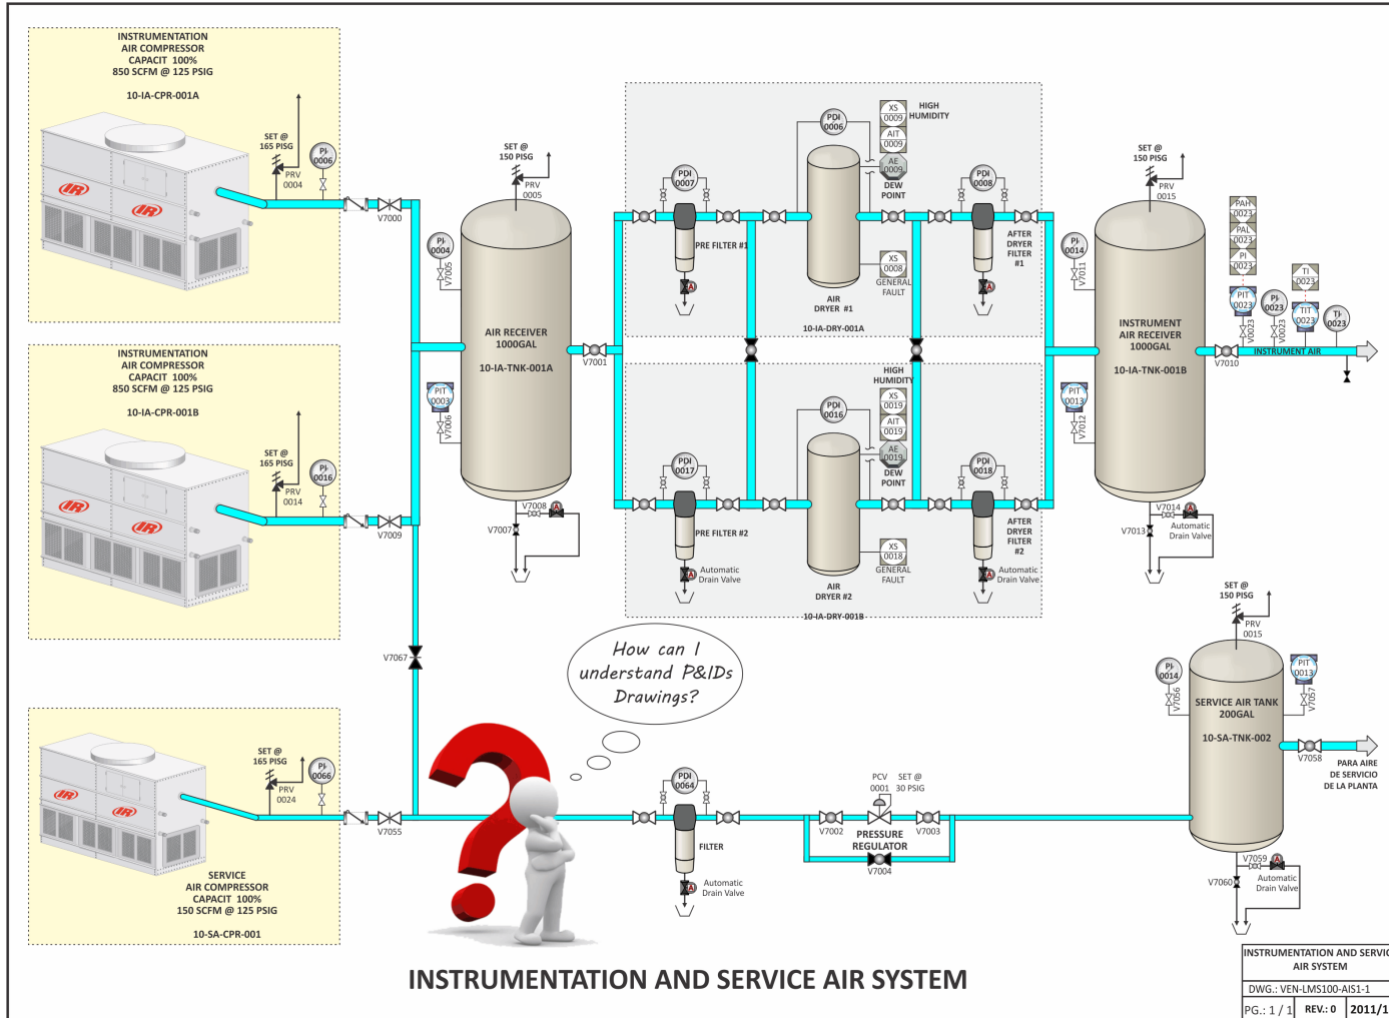 INSTRUMENTATION
AIR COMPRESSOR
CAPACIT 100%
850 SCFM @ 125 PSIG
10-IA-CPR-001A
IR
IR
SET @
165 PISG
PRV
0004
PI
0006
V7000
INSTRUMENTATION
AIR COMPRESSOR
CAPACIT 100%
850 SCFM @ 125 PSIG
10-IA-CPR-001B
IR
IR
SET @
165 PISG
PRV
0014
PI
0016
V7009
V7067
SET @
165 PISG
PRV
0024
PI
0066
V7055
IR
IR
SERVICE
AIR COMPRESSOR
CAPACIT 100%
150 SCFM @ 125 PSIG
10-SA-CPR-001
SET @
150 PISG
PRV
0005
PI
0004
V7005
AIR RECEIVER
1000GAL
10-IA-TNK-001A
PIT
0003
V7006
V7008
A
V7007
V7001
PDI
0007
PRE FILTER #1
A
PDI
0006
XS
0009
HIGH
HUMIDITY
AIT
0009
AE
0009
DEW
POINT
XS
0008
GENERAL
FAULT
AIR
DRYER #1
10-IA-DRY-001A
PDI
0008
AFTER
DRYER
FILTER
#1
A
PDI
0017
PRE FILTER #2
A
Automatic
Drain Valve
HIGH
HUMIDITY
PDI
0016
XS
0019
AIT
0019
AE
0019
DEW
POINT
XS
0018
GENERAL
FAULT
AIR
DRYER #2
10-IA-DRY-001B
PDI
0018
AFTER
DRYER
FILTER
#2
A
Automatic
Drain Valve
SET @
150 PISG
PRV
0015
PI
0014
V7011
INSTRUMENT
AIR RECEIVER
1000GAL
10-IA-TNK-001B
PIT
0013
V7012
V7014
A
V7013
Automatic
Drain Valve
PAH
0023
PAL
0023
PI
0023
TI
0023
PIT
0023
PI
0023
TIT
0023
TI
0023
V0023
V0023
V7010
INSTRUMENT AIR
How can I
understand P&IDs
Drawings?
PDI
0064
FILTER
A
Automatic
Drain Valve
PCV
0001
SET @
30 PSIG
V7002
V7003
PRESSURE
REGULATOR
V7004
SET @
150 PISG
PRV
0015
PI
0014
V7056
PIT
0013
V7057
SERVICE AIR TANK
200GAL
10-SA-TNK-002
V7058
PARA AIRE
DE SERVICIO
DE LA PLANTA
V7059
A
V7060
Automatic
Drain Valve
INSTRUMENTATION AND SERVICE AIR SYSTEM
INSTRUMENTATION AND SERVIC
AIR SYSTEM
DWG.: VEN-LMS100-AIS1-1
PG.: 1 / 1
REV.: 0
2011/1